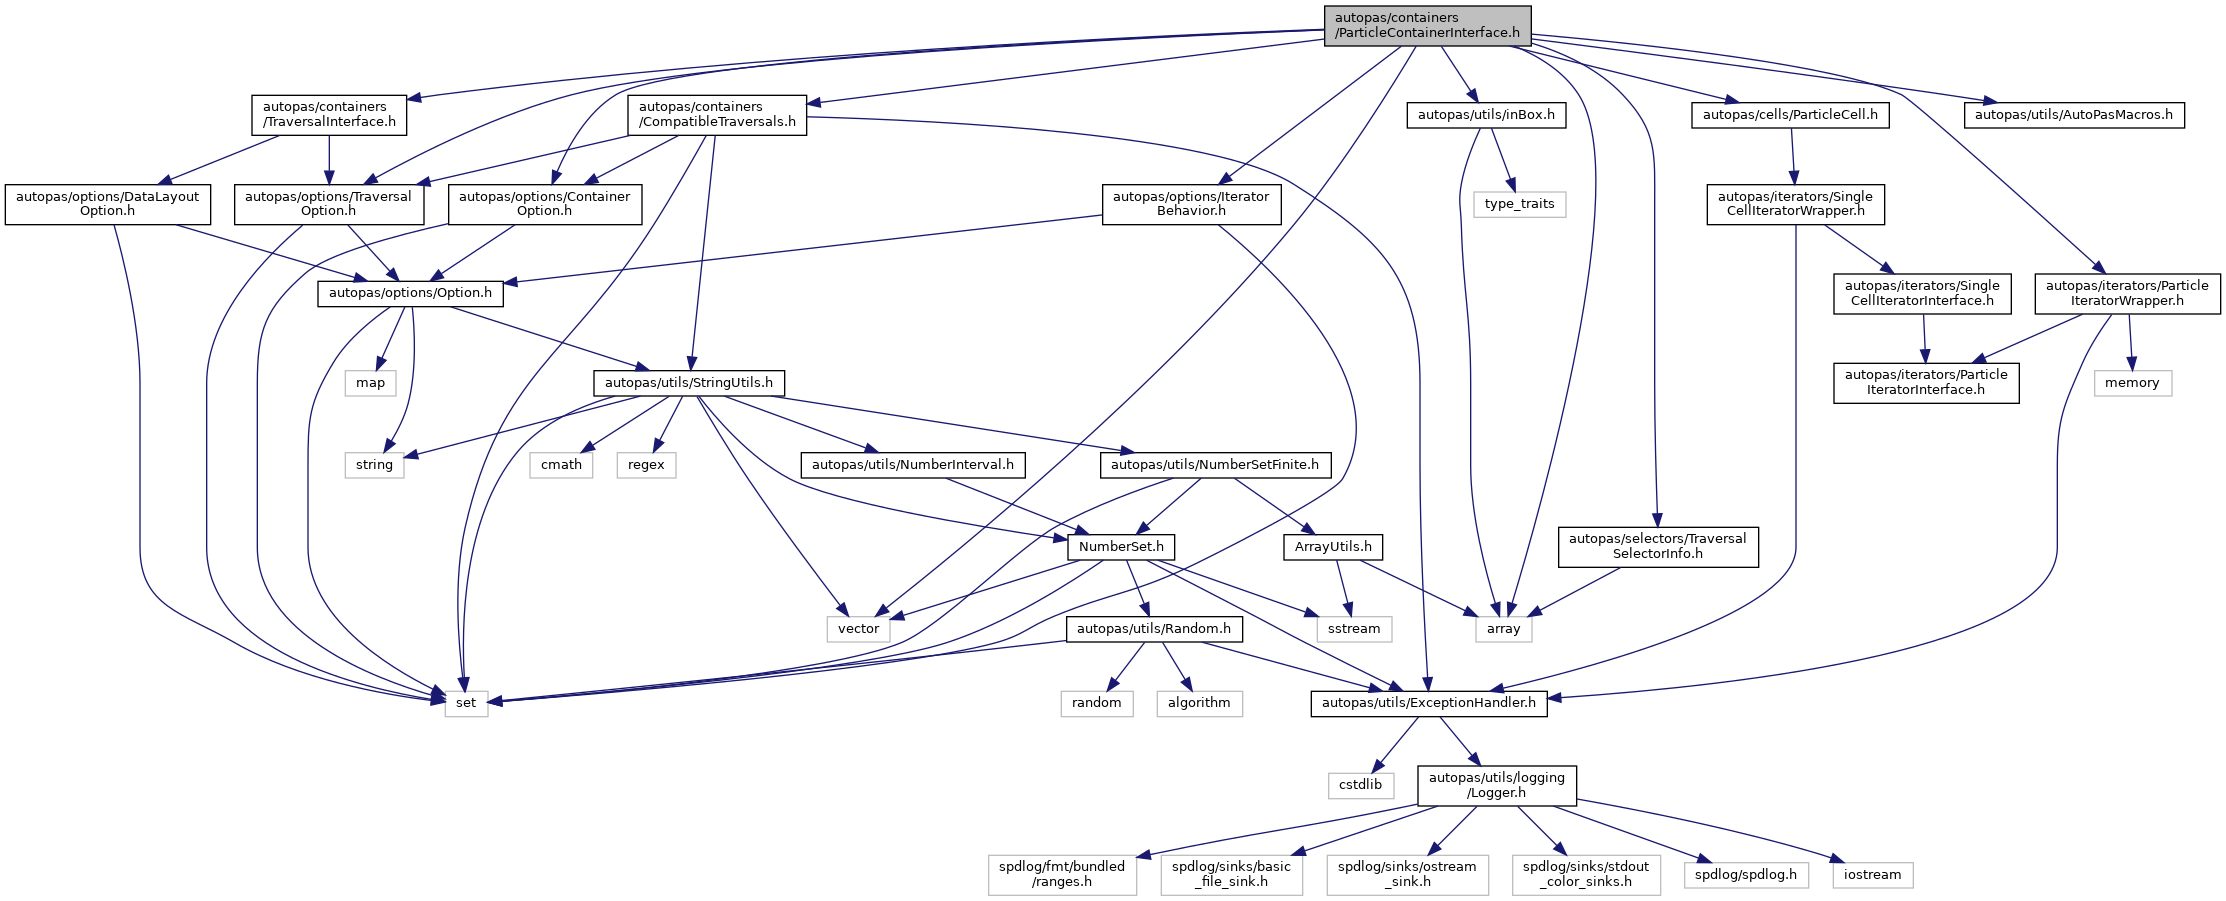 autopas/containers
/ParticleContainerInterface.h
autopas/containers
/TraversalInterface.h
autopas/containers
/CompatibleTraversals.h
autopas/utils/inBox.h
autopas/cells/ParticleCell.h
autopas/utils/AutoPasMacros.h
autopas/options/DataLayout
Option.h
autopas/options/Traversal
Option.h
autopas/options/Container
Option.h
autopas/options/Iterator
Behavior.h
type_traits
autopas/iterators/Single
CellIteratorWrapper.h
autopas/options/Option.h
autopas/iterators/Single
CellIteratorInterface.h
autopas/iterators/Particle
IteratorWrapper.h
map
autopas/utils/StringUtils.h
autopas/iterators/Particle
IteratorInterface.h
memory
string
cmath
regex
autopas/utils/NumberInterval.h
autopas/utils/NumberSetFinite.h
NumberSet.h
ArrayUtils.h
autopas/selectors/Traversal
SelectorInfo.h
vector
autopas/utils/Random.h
sstream
array
set
random
algorithm
autopas/utils/ExceptionHandler.h
cstdlib
autopas/utils/logging
/Logger.h
spdlog/fmt/bundled
/ranges.h
spdlog/sinks/basic
_file_sink.h
spdlog/sinks/ostream
_sink.h
spdlog/sinks/stdout
_color_sinks.h
spdlog/spdlog.h
iostream